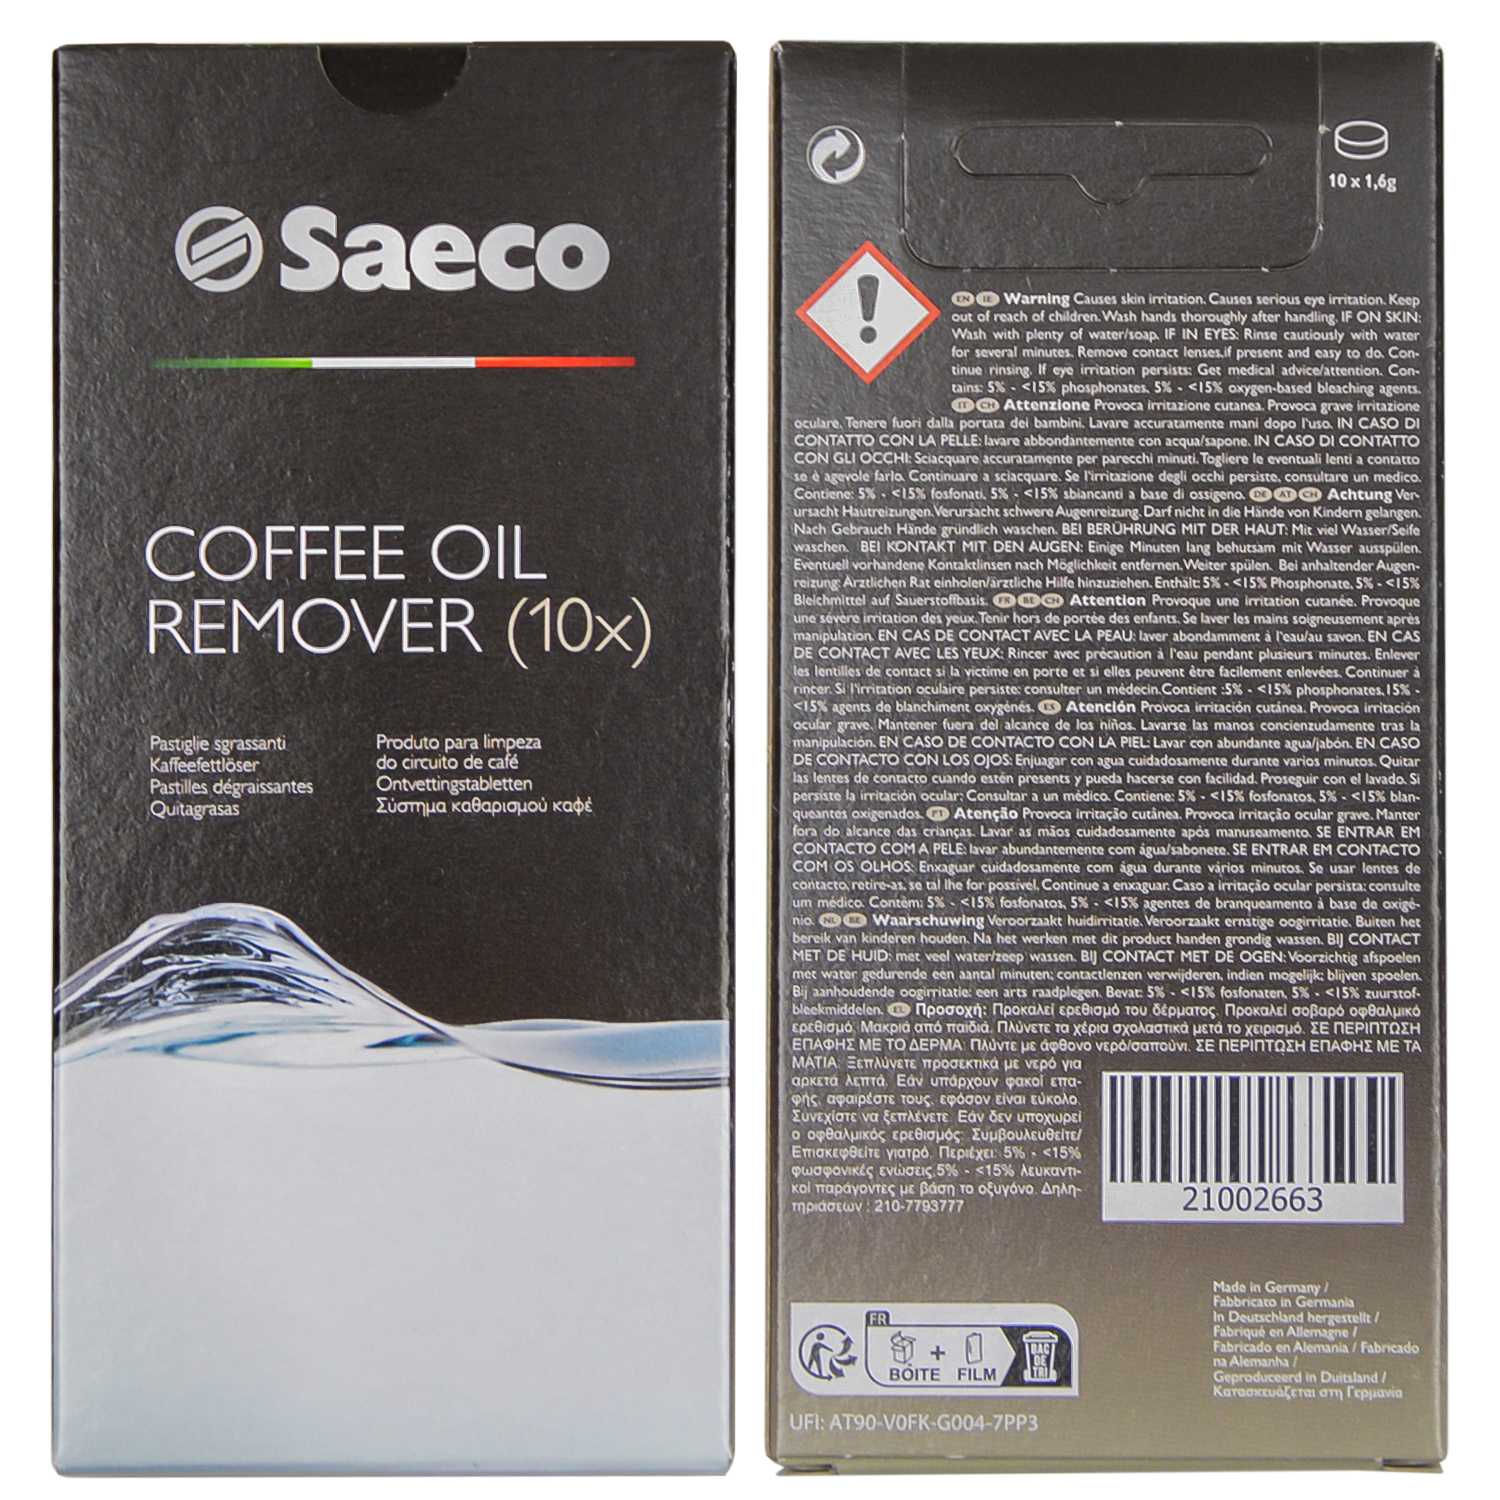 Saeco
COFFEE OIL
REMOVER (10x)
Pastiglie sgrassanti
Kaffeefettlöser
Pastilles dégraissantes
Quitagrasas
Produto para limpeza
do circuito de café
Ontvettingstabletten
Σύστημα καθαρισμού καφέ
10 x 1,6g
EN IE Warning Causes skin irritation. Causes serious eye irritation. Keep
out of reach of children. Wash hands thoroughly after handling. IF ON SKIN:
Wash with plenty of water/soap. IF IN EYES: Rinse cautiously with water
for several minutes. Remove contact lenses,if present and easy to do. Con-
tinue rinsing. If eye irritation persists: Get medical advice/attention. Con-
tains: 5% - <15% phosphonates, 5% - <15% oxygen-based bleaching agents.
IT CH Attenzione Provoca irritazione cutanea. Provoca grave irritazione
oculare. Tenere fuori dalla portata dei bambini. Lavare accuratamente mani dopo l'uso. IN CASO DI
CONTATTO CON LA PELLE: lavare abbondantemente con acqua/sapone. IN CASO DI CONTATTO
CON GLI OCCHI: Sciacquare accuratamente per parecchi minuti. Togliere le eventuali lenti a contatto
se è agevole farlo. Continuare a sciacquare. Se l'irritazione degli occhi persiste, consultare un medico.
Contiene: 5% - <15% fosfonati, 5% - <15% sbiancanti a base di ossigeno. DE AT CH Achtung Ver-
ursacht Hautreizungen. Verursacht schwere Augenreizung. Darf nicht in die Hände von Kindern gelangen.
Nach Gebrauch Hände gründlich waschen. BEI BERÜHRUNG MIT DER HAUT: Mit viel Wasser/Seife
waschen. BEI KONTAKT MIT DEN AUGEN: Einige Minuten lang behutsam mit Wasser ausspülen.
Eventuell vorhandene Kontaktlinsen nach Möglichkeit entfernen. Weiter spülen. Bei anhaltender Augen-
reizung: Ärztlichen Rat einholen/ärztliche Hilfe hinzuziehen. Enthält: 5% - <15% Phosphonate, 5% - <15%
Bleichmittel auf Sauerstoffbasis. FR BE CH Attention Provoque une irritation cutanée. Provoque
une sévère irritation des yeux. Tenir hors de portée des enfants. Se laver les mains soigneusement après
manipulation. EN CAS DE CONTACT AVEC LA PEAU: laver abondamment à l'eau/au savon. EN CAS
DE CONTACT AVEC LES YEUX: Rincer avec précaution à l'eau pendant plusieurs minutes. Enlever
les lentilles de contact si la victime en porte et si elles peuvent être facilement enlevées. Continuer à
rincer. Si l'irritation oculaire persiste: consulter un médecin.Contient :5% - <15% phosphonates,15% -
<15% agents de blanchiment oxygénés. ES Atención Provoca irritación cutánea. Provoca irritación
ocular grave. Mantener fuera del alcance de los niños. Lavarse las manos concienzudamente tras la
manipulación. EN CASO DE CONTACTO CON LA PIEL: Lavar con abundante agua/jabón. EN CASO
DE CONTACTO CON LOS OJOS: Enjuagar con agua cuidadosamente durante varios minutos. Quitar
las lentes de contacto cuando estén presents y pueda hacerse con facilidad. Proseguir con el lavado. Si
persiste la irritación ocular: Consultar a un médico. Contiene: 5% - <15% fosfonatos, 5% - <15% blan-
queantes oxigenados. PT Atenção Provoca irritação cutânea. Provoca irritação ocular grave. Manter
fora do alcance das crianças. Lavar as mãos cuidadosamente após manuseamento. SE ENTRAR EM
CONTACTO COM A PELE: lavar abundantemente com água/sabonete. SE ENTRAR EM CONTACTO
COM OS OLHOS: Enxaguar cuidadosamente com água durante vários minutos. Se usar lentes de
contacto, retire-as, se tal lhe for possível. Continue a enxaguar. Caso a irritação ocular persista: consulte
um médico. Contém: 5% - <15% fosfonatos, 5% - <15% agentes de branqueamento à base de oxigé-
nio. NL BE Waarschuwing Veroorzaakt huidirritatie. Veroorzaakt ernstige oogirritatie. Buiten het
bereik van kinderen houden. Na het werken met dit product handen grondig wassen. BIJ CONTACT
MET DE HUID: met veel water/zeep wassen. BIJ CONTACT MET DE OGEN: Voorzichtig afspoelen
met water gedurende een aantal minuten; contactlenzen verwijderen, indien mogelijk; blijven spoelen.
Bij aanhoudende oogirritatie: een arts raadplegen. Bevat: 5% - <15% fosfonaten, 5% - <15% zuurstof-
bleekmiddelen. EL Προσοχή: Προκαλεί ερεθισμό του δέρματος. Προκαλεί σοβαρό οφθαλμικό
ερεθισμό. Μακριά από παιδιά. Πλύνετε τα χέρια σχολαστικά μετά το χειρισμό. ΣΕ ΠΕΡΙΠΤΩΣΗ
ΕΠΑΦΗΣ ΜΕ ΤΟ ΔΕΡΜΑ: Πλύντε με άφθονο νερό/σαπούνι. ΣΕ ΠΕΡΙΠΤΩΣΗ ΕΠΑΦΗΣ ΜΕ ΤΑ
ΜΑΤΙΑ: Ξεπλύνετε προσεκτικά με νερό για
αρκετά λεπτά. Εάν υπάρχουν φακοί επα-
φής, αφαιρέστε τους, εφόσον είναι εύκολο.
Συνεχίστε να ξεπλένετε. Εάν δεν υποχωρεί
ο οφθαλμικός ερεθισμός: Συμβουλευθείτε/
Επισκεφθείτε γιατρό. Περιέχει: 5% - <15%
φωσφονικές ενώσεις,5% - <15% λευκαντι-
κοί παράγοντες με βάση το οξυγόνο. Δηλη-
τηριάσεων : 210-7793777
21002663
Made in Germany /
Fabbricato in Germania
In Deutschland hergestellt /
Fabriqué en Allemagne /
Fabricado en Alemania / Fabricado
na Alemanha /
Geproduceerd in Duitsland /
Κατασκευάζεται στη Γερμανία
FR
BOITE + FILM
BAC
DE
TRI
UFI: AT90-V0FK-G004-7PP3